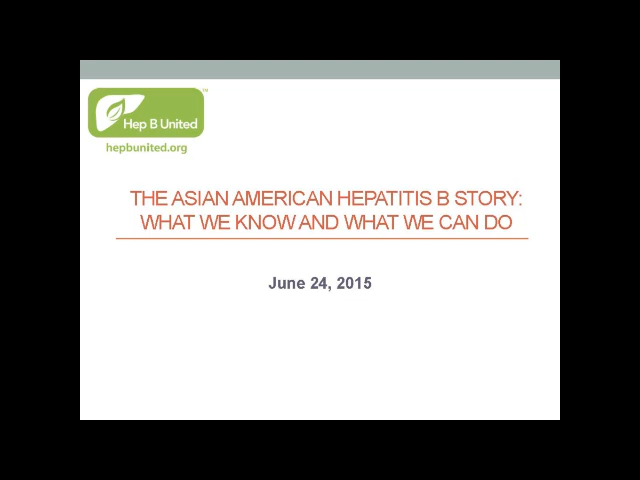 Hep B United
™
hepbunited.org
THE ASIAN AMERICAN HEPATITIS B STORY:
WHAT WE KNOW AND WHAT WE CAN DO
June 24, 2015